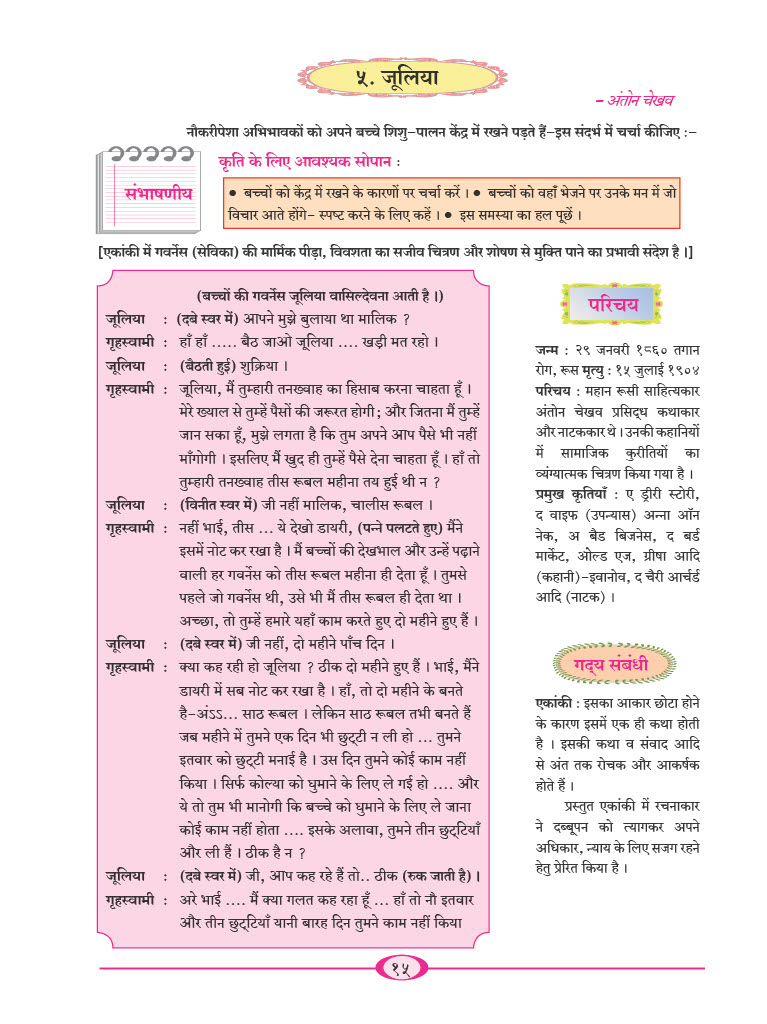 ५. जूलिया
– अंतोन चेखव
नौकरीपेशा अभिभावकों को अपने बच्चे शिशु-पालन केंद्र में रखने पड़ते हैं-इस संदर्भ में चर्चा कीजिए :–
संभाषणीय
कृति के लिए आवश्यक सोपान :
● बच्चों को केंद्र में रखने के कारणों पर चर्चा करें । ● बच्चों को वहाँ भेजने पर उनके मन में जो
विचार आते होंगे– स्पष्ट करने के लिए कहें । ● इस समस्या का हल पूछें ।
[एकांकी में गवर्नेस (सेविका) की मार्मिक पीड़ा, विवशता का सजीव चित्रण और शोषण से मुक्ति पाने का प्रभावी संदेश है ।]
(बच्चों की गवर्नेस जूलिया वासिल्देवना आती है ।)
जूलिया : (दबे स्वर में) आपने मुझे बुलाया था मालिक ?
गृहस्वामी : हाँ हाँ ..... बैठ जाओ जूलिया .... खड़ी मत रहो ।
जूलिया : (बैठती हुई) शुक्रिया ।
गृहस्वामी : जूलिया, मैं तुम्हारी तनख्वाह का हिसाब करना चाहता हूँ ।
मेरे ख्याल से तुम्हें पैसों की जरूरत होगी; और जितना मैं तुम्हें
जान सका हूँ, मुझे लगता है कि तुम अपने आप पैसे भी नहीं
माँगोगी । इसलिए मैं खुद ही तुम्हें पैसे देना चाहता हूँ । हाँ तो
तुम्हारी तनख्वाह तीस रूबल महीना तय हुई थी न ?
जूलिया : (विनीत स्वर में) जी नहीं मालिक, चालीस रूबल ।
गृहस्वामी : नहीं भाई, तीस ... ये देखो डायरी, (पन्ने पलटते हुए) मैंने
इसमें नोट कर रखा है । मैं बच्चों की देखभाल और उन्हें पढ़ाने
वाली हर गवर्नेस को तीस रूबल महीना ही देता हूँ । तुमसे
पहले जो गवर्नेस थी, उसे भी मैं तीस रूबल ही देता था ।
अच्छा, तो तुम्हें हमारे यहाँ काम करते हुए दो महीने हुए हैं ।
जूलिया : (दबे स्वर में) जी नहीं, दो महीने पाँच दिन ।
गृहस्वामी : क्या कह रही हो जूलिया ? ठीक दो महीने हुए हैं । भाई, मैंने
डायरी में सब नोट कर रखा है । हाँ, तो दो महीने के बनते
है-अंऽऽ... साठ रूबल । लेकिन साठ रूबल तभी बनते हैं
जब महीने में तुमने एक दिन भी छुट्टी न ली हो ... तुमने
इतवार को छुट्टी मनाई है । उस दिन तुमने कोई काम नहीं
किया । सिर्फ कोल्या को घुमाने के लिए ले गई हो .... और
ये तो तुम भी मानोगी कि बच्चे को घुमाने के लिए ले जाना
कोई काम नहीं होता .... इसके अलावा, तुमने तीन छुट्टियाँ
और ली हैं । ठीक है न ?
जूलिया : (दबे स्वर में) जी, आप कह रहे हैं तो.. ठीक (रुक जाती है) ।
गृहस्वामी : अरे भाई .... मैं क्या गलत कह रहा हूँ ... हाँ तो नौ इतवार
और तीन छुट्टियाँ यानी बारह दिन तुमने काम नहीं किया
परिचय
जन्म : २९ जनवरी १८६० तगान
रोग, रूस मृत्यु : १५ जुलाई १९०४
परिचय : महान रूसी साहित्यकार
अंतोन चेखव प्रसिद्ध कथाकार
और नाटककार थे । उनकी कहानियों
में सामाजिक कुरीतियों का
व्यंग्यात्मक चित्रण किया गया है ।
प्रमुख कृतियाँ : ए ड्रीरी स्टोरी,
द वाइफ (उपन्यास) अन्ना ऑन
नेक, अ बैड बिजनेस, द बर्ड
मार्केट, ओल्ड एज, ग्रीषा आदि
(कहानी)-इवानोव, द चैरी आर्चर्ड
आदि (नाटक) ।
गद्य संबंधी
एकांकी : इसका आकार छोटा होने
के कारण इसमें एक ही कथा होती
है । इसकी कथा व संवाद आदि
से अंत तक रोचक और आकर्षक
होते हैं ।
प्रस्तुत एकांकी में रचनाकार
ने दब्बूपन को त्यागकर अपने
अधिकार, न्याय के लिए सजग रहने
हेतु प्रेरित किया है ।
१५